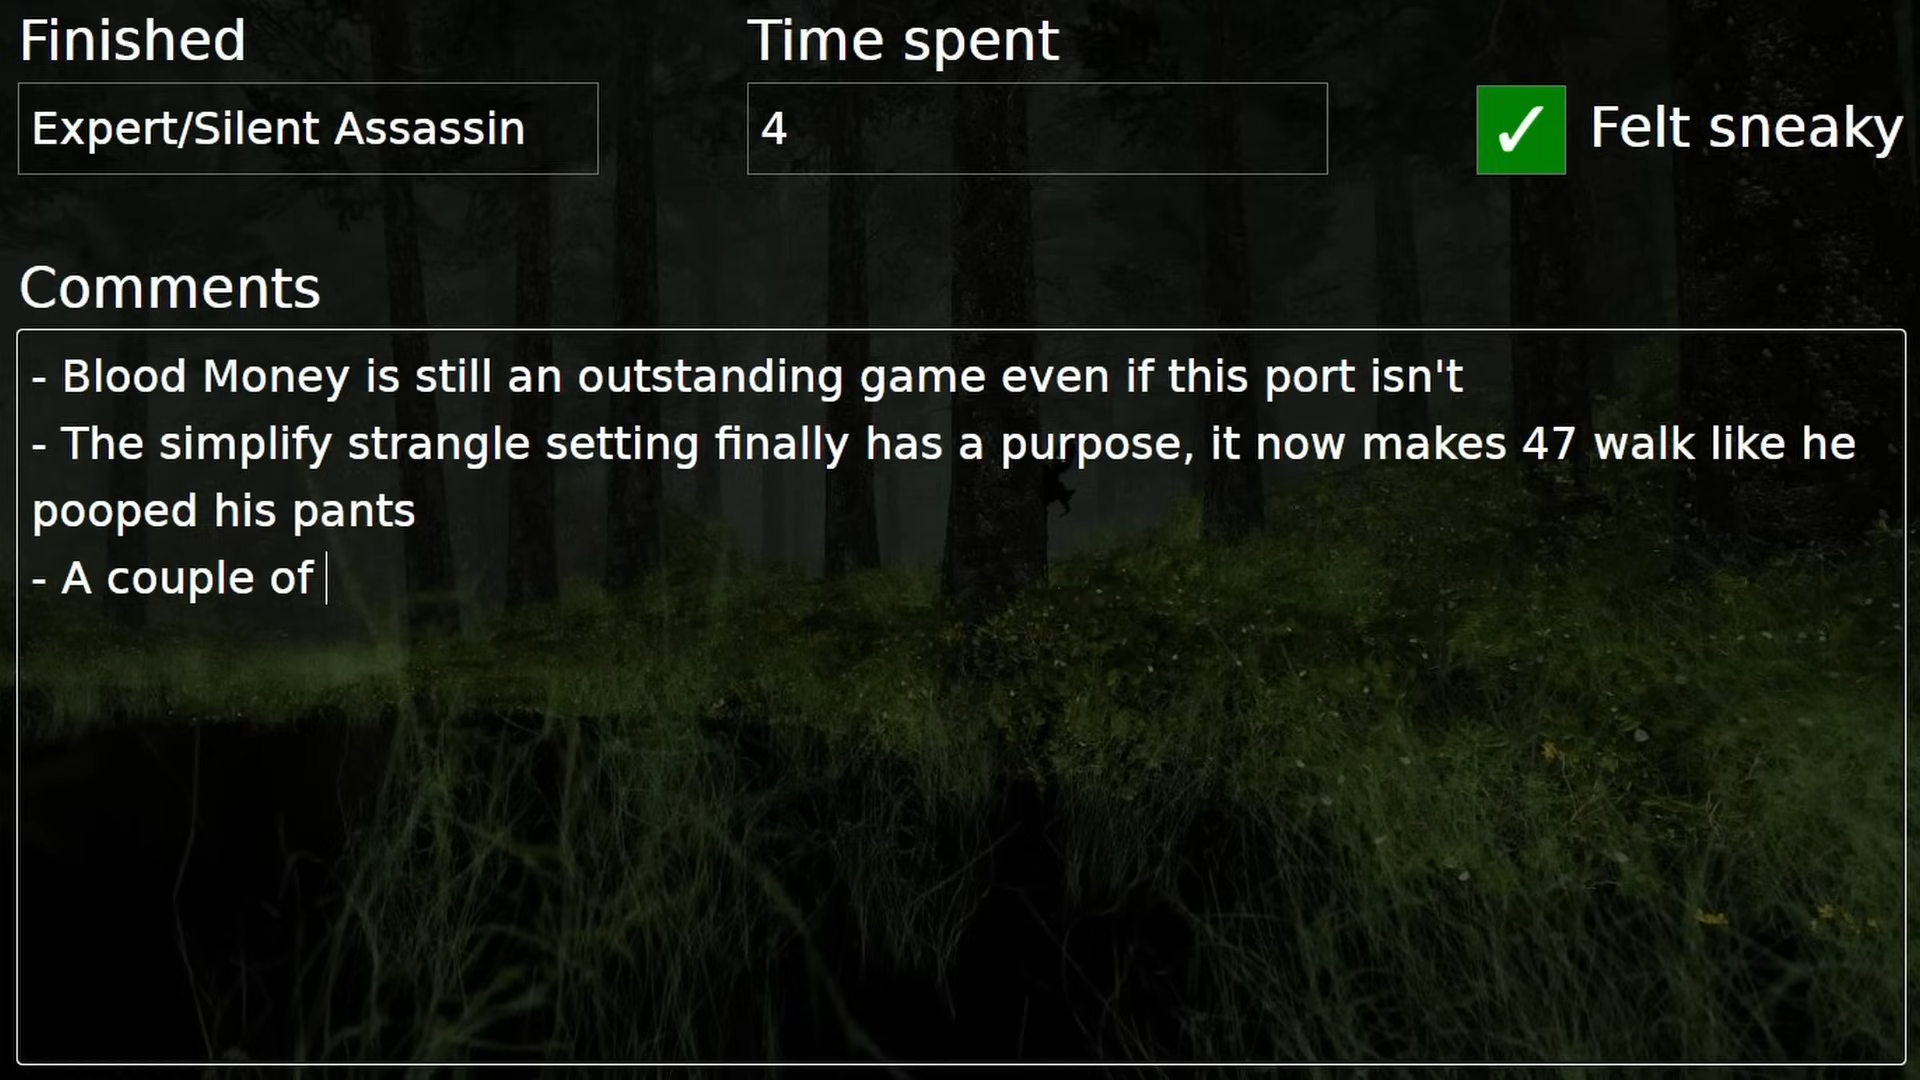 Finished
Time spent
Expert/Silent Assassin
4
✓ Felt sneaky
Comments
- Blood Money is still an outstanding game even if this port isn't
- The simplify strangle setting finally has a purpose, it now makes 47 walk like he
pooped his pants
- A couple of